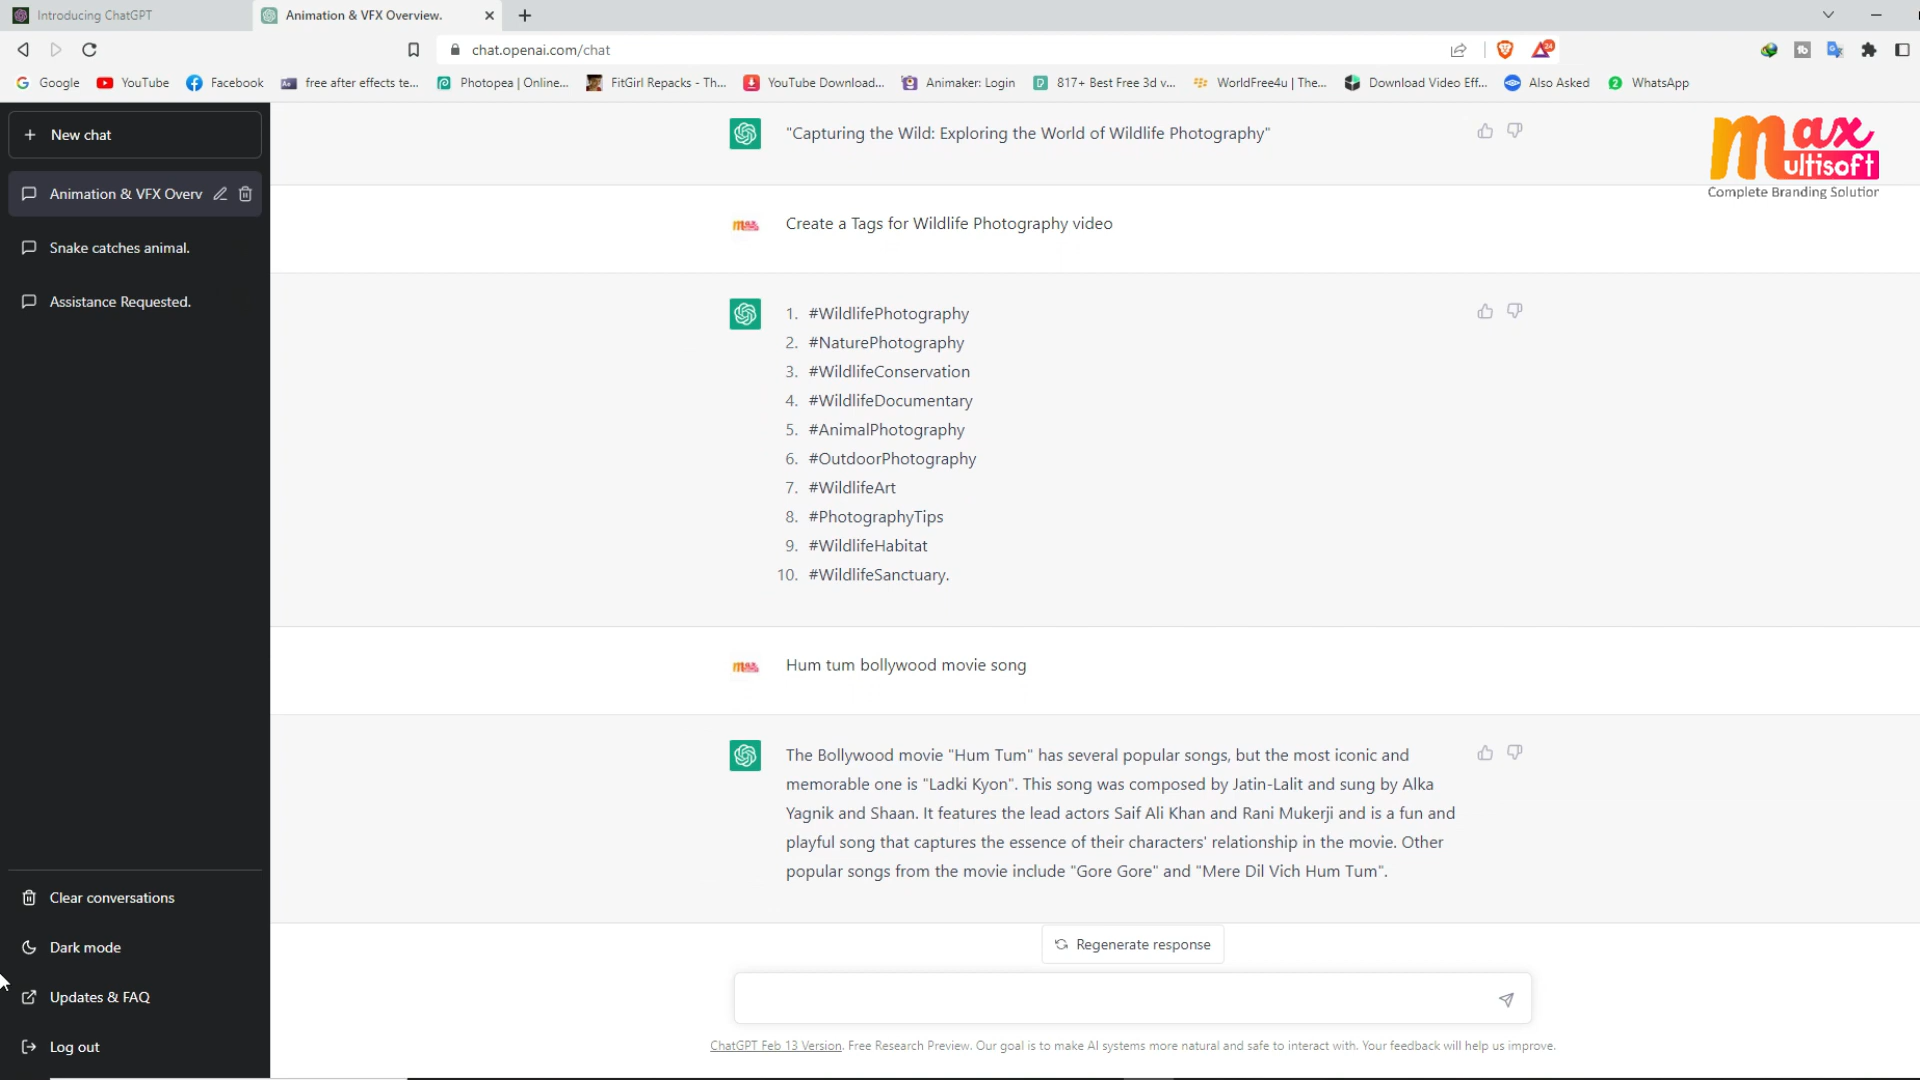 Introducing ChatGPT
Animation & VFX Overview.
chat.openai.com/chat
24
Google
YouTube
Facebook
Ae
free after effects te...
Photopea | Online...
FitGirl Repacks - Th...
YouTube Download...
Animaker: Login
D
817+ Best Free 3d v...
WorldFree4u | The...
Download Video Eff...
Also Asked
2
WhatsApp
New chat
Animation & VFX Overv
Snake catches animal.
Assistance Requested.
Clear conversations
Dark mode
Updates & FAQ
Log out
max
ultisoft
Complete Branding Solution
"Capturing the Wild: Exploring the World of Wildlife Photography"
Create a Tags for Wildlife Photography video
1. #WildlifePhotography
2. #NaturePhotography
3. #WildlifeConservation
4. #WildlifeDocumentary
5. #AnimalPhotography
6. #OutdoorPhotography
7. #WildlifeArt
8. #PhotographyTips
9. #WildlifeHabitat
10. #WildlifeSanctuary.
Hum tum bollywood movie song
The Bollywood movie "Hum Tum" has several popular songs, but the most iconic and
memorable one is "Ladki Kyon". This song was composed by Jatin-Lalit and sung by Alka
Yagnik and Shaan. It features the lead actors Saif Ali Khan and Rani Mukerji and is a fun and
playful song that captures the essence of their characters' relationship in the movie. Other
popular songs from the movie include "Gore Gore" and "Mere Dil Vich Hum Tum".
Regenerate response
ChatGPT Feb 13 Version. Free Research Preview. Our goal is to make AI systems more natural and safe to interact with. Your feedback will help us improve.